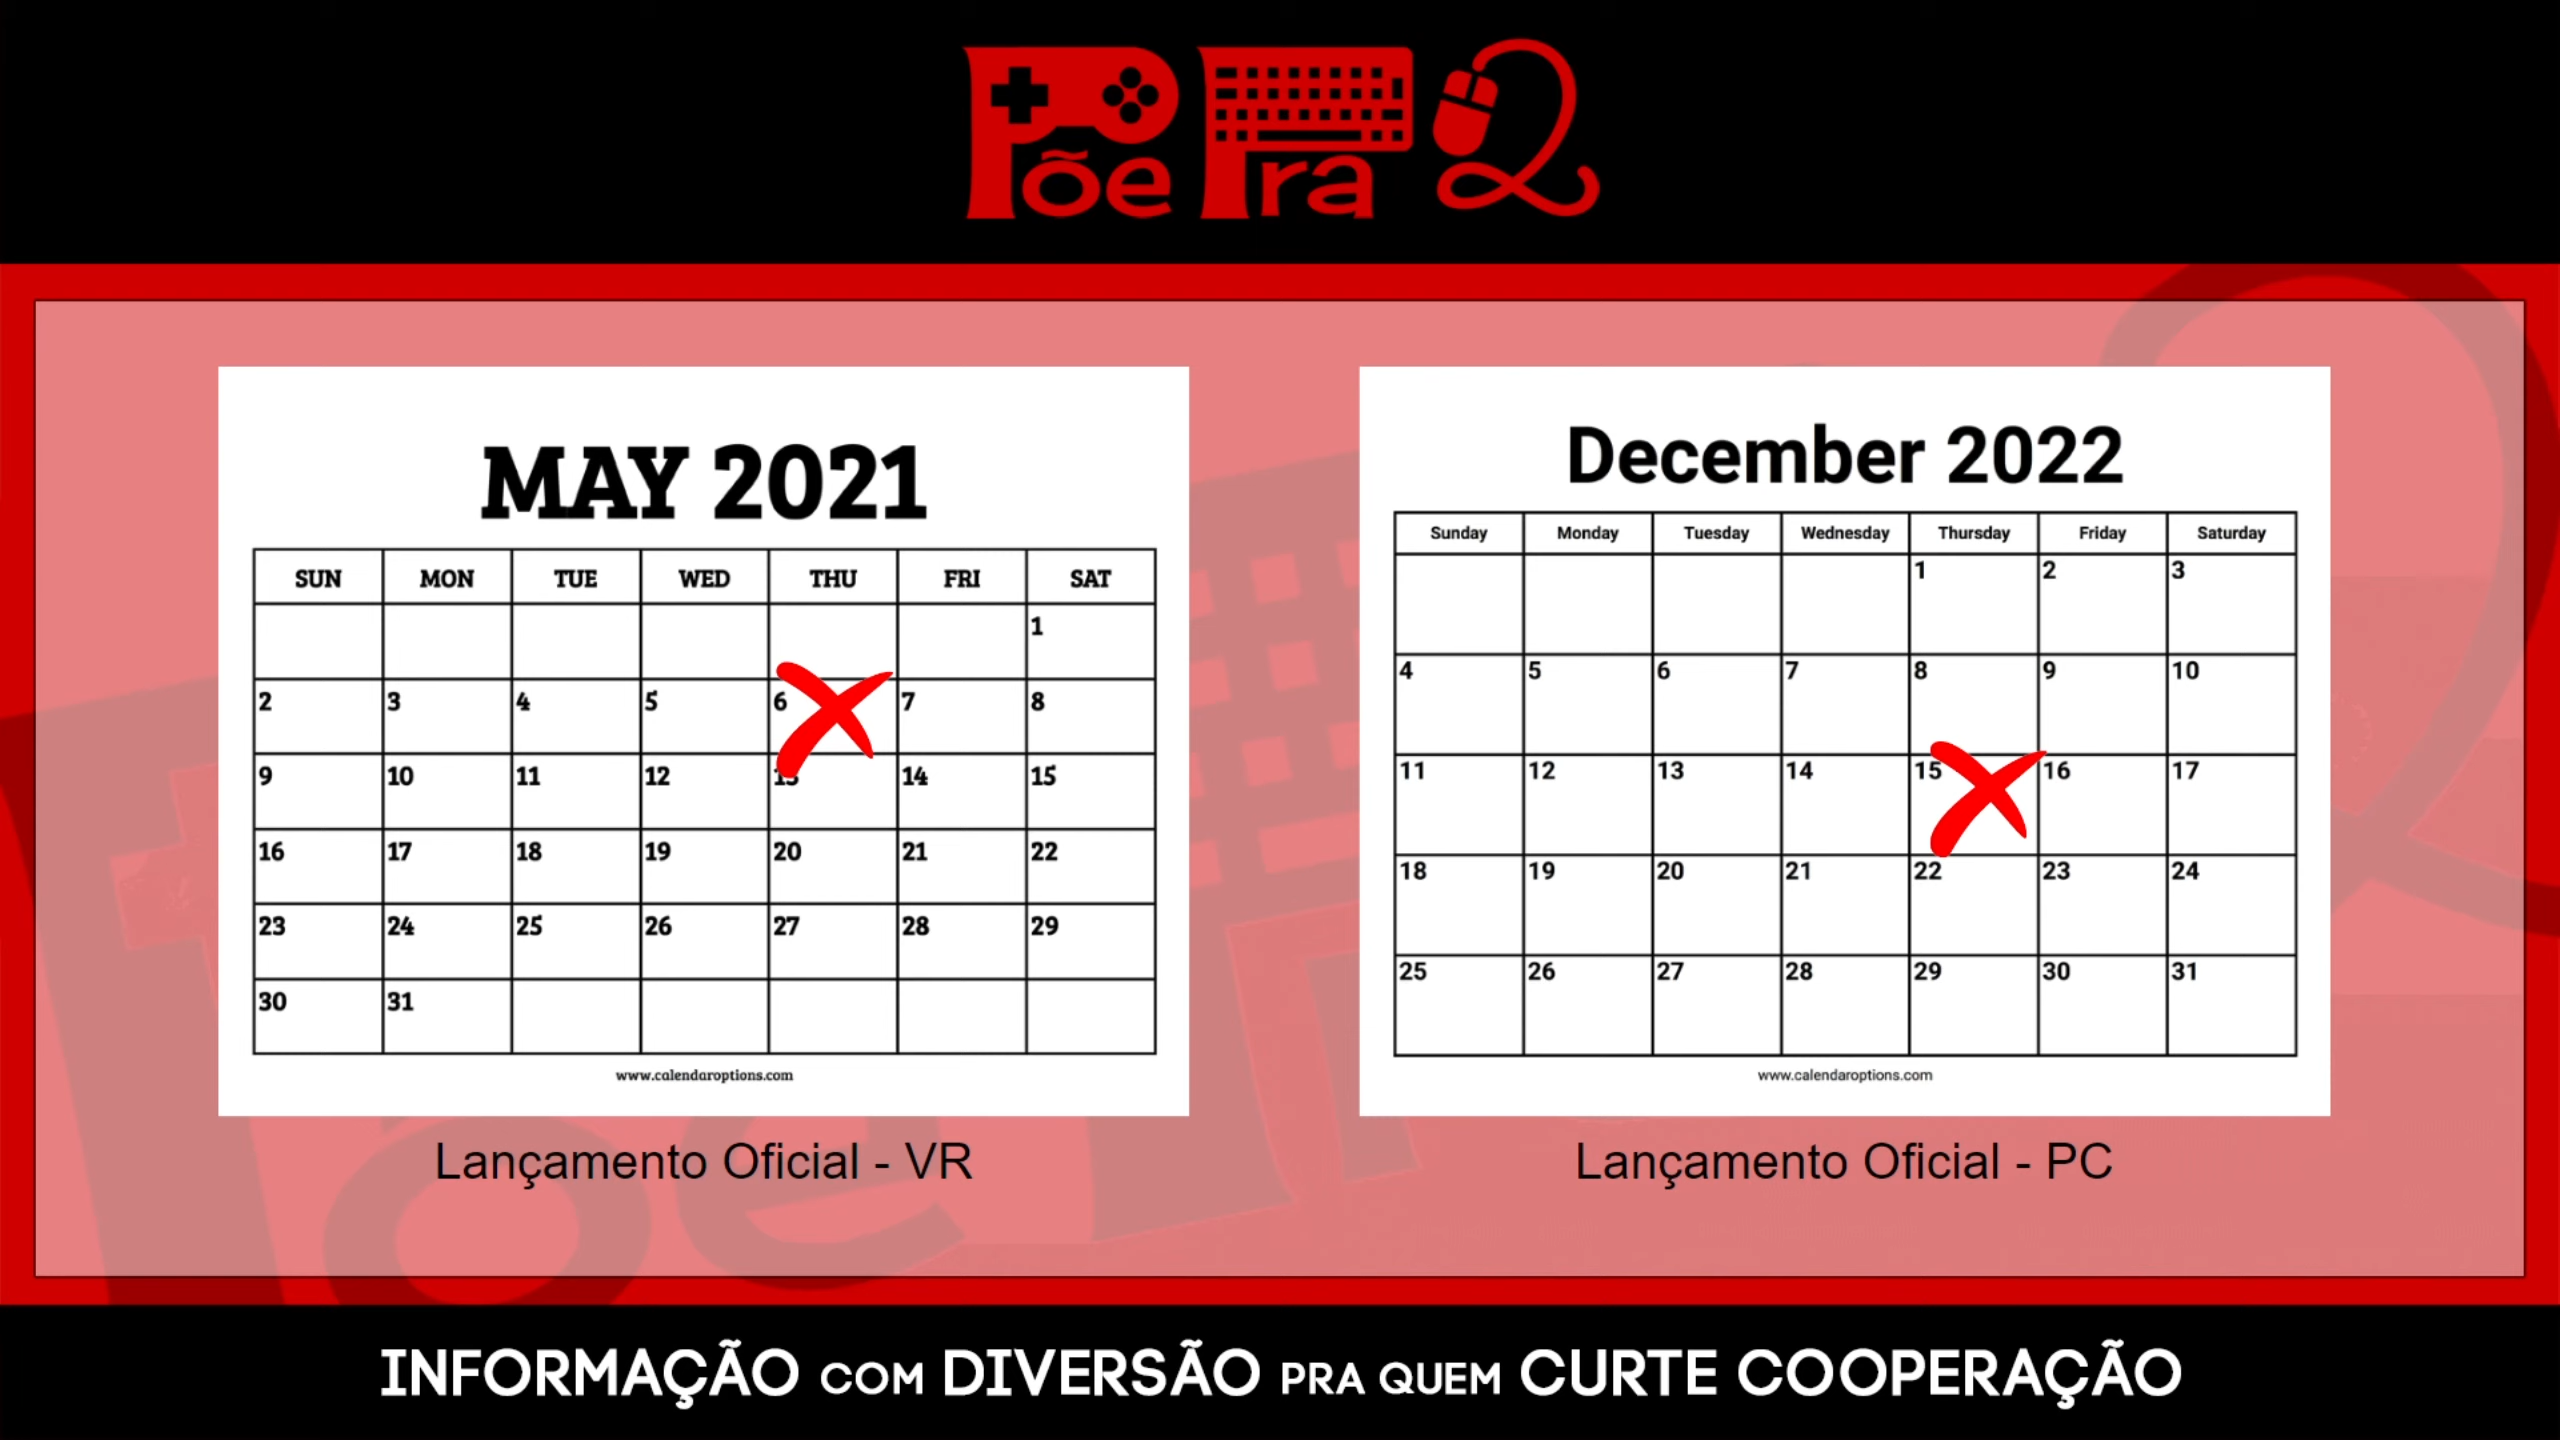 Põe Pra 2
MAY 2021
SUN MON TUE WED THU FRI SAT
1
2 3 4 5 6 7 8
9 10 11 12 13 14 15
16 17 18 19 20 21 22
23 24 25 26 27 28 29
30 31
www.calendaroptions.com
Lançamento Oficial - VR
December 2022
Sunday Monday Tuesday Wednesday Thursday Friday Saturday
1 2 3
4 5 6 7 8 9 10
11 12 13 14 15 16 17
18 19 20 21 22 23 24
25 26 27 28 29 30 31
www.calendaroptions.com
Lançamento Oficial - PC
INFORMAÇÃO COM DIVERSÃO PRA QUEM CURTE COOPERAÇÃO